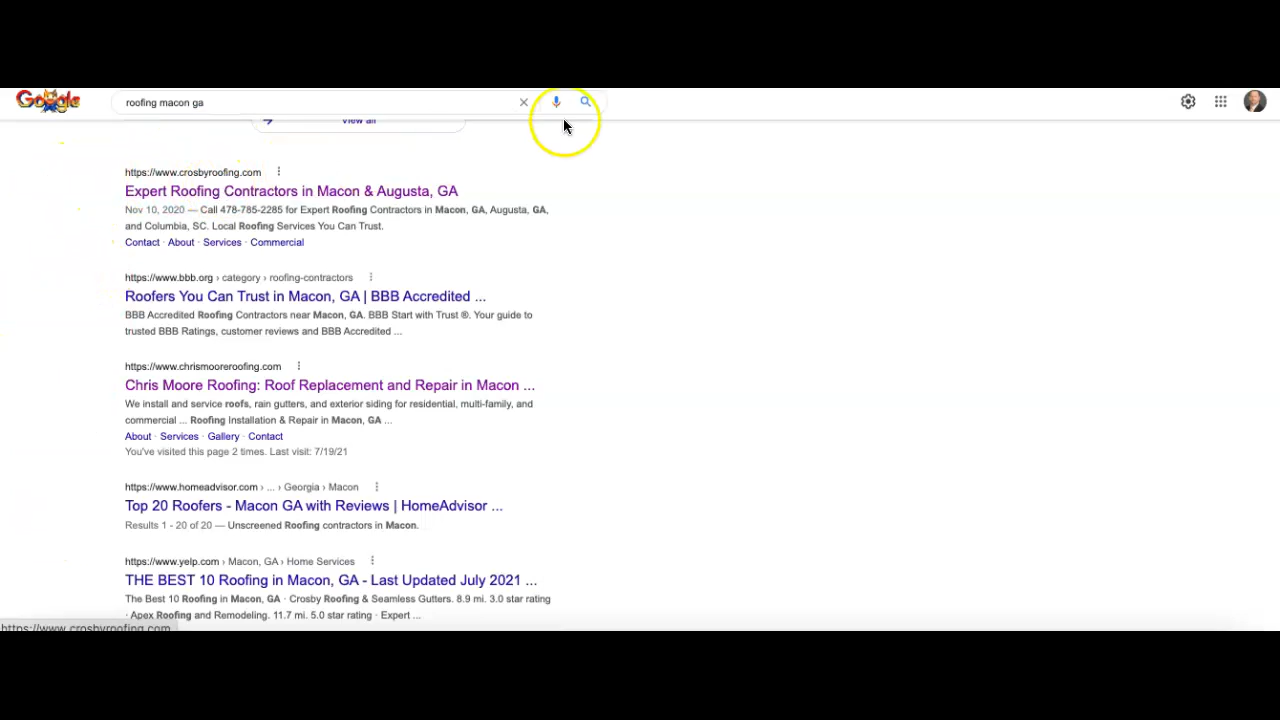 Google
roofing macon ga
View all
https://www.crosbyroofing.com
Expert Roofing Contractors in Macon & Augusta, GA
Nov 10, 2020 — Call 478-785-2285 for Expert Roofing Contractors in Macon, GA, Augusta, GA,
and Columbia, SC. Local Roofing Services You Can Trust.
Contact · About · Services · Commercial
https://www.bbb.org › category › roofing-contractors
Roofers You Can Trust in Macon, GA | BBB Accredited ...
BBB Accredited Roofing Contractors near Macon, GA. BBB Start with Trust ®. Your guide to
trusted BBB Ratings, customer reviews and BBB Accredited ...
https://www.chrismooreroofing.com
Chris Moore Roofing: Roof Replacement and Repair in Macon ...
We install and service roofs, rain gutters, and exterior siding for residential, multi-family, and
commercial ... Roofing Installation & Repair in Macon, GA ...
About · Services · Gallery · Contact
You've visited this page 2 times. Last visit: 7/19/21
https://www.homeadvisor.com › ... › Georgia › Macon
Top 20 Roofers - Macon GA with Reviews | HomeAdvisor ...
Results 1 - 20 of 20 — Unscreened Roofing contractors in Macon.
https://www.yelp.com › Macon, GA › Home Services
THE BEST 10 Roofing in Macon, GA - Last Updated July 2021 ...
The Best 10 Roofing in Macon, GA · Crosby Roofing & Seamless Gutters. 8.9 mi. 3.0 star rating
· Apex Roofing and Remodeling. 11.7 mi. 5.0 star rating · Expert ...
https://www.crosbyroofing.com